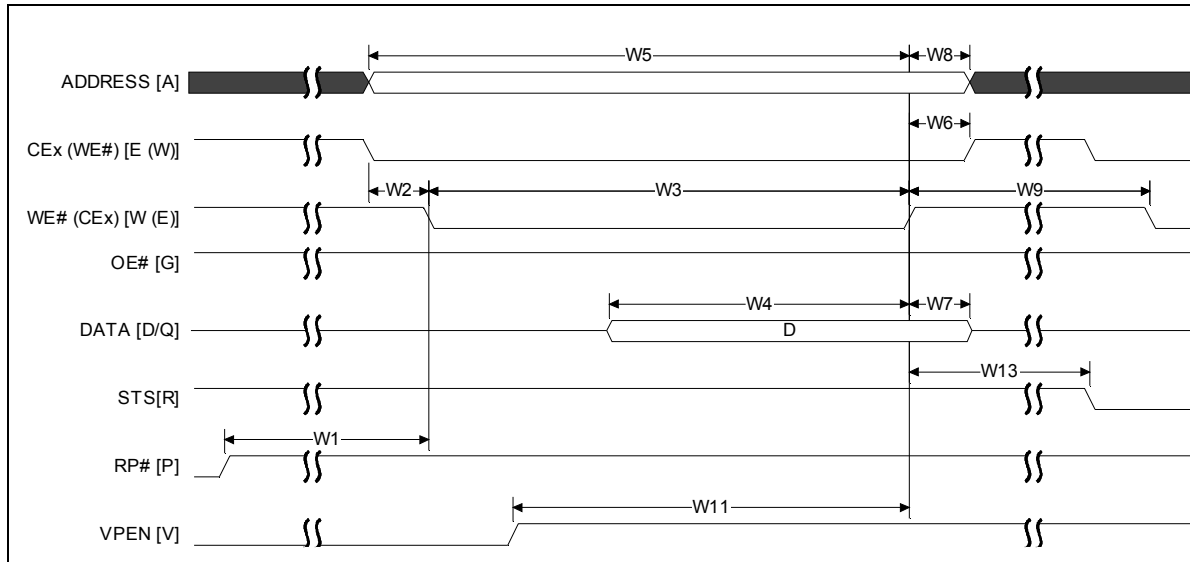 W5
W8
ADDRESS [A]
W6
CEx (WE#) [E (W)]
W2
W3
W9
WE# (CEx) [W (E)]
OE# [G]
W4
W7
DATA [D/Q]
D
W13
STS[R]
W1
RP# [P]
W11
VPEN [V]